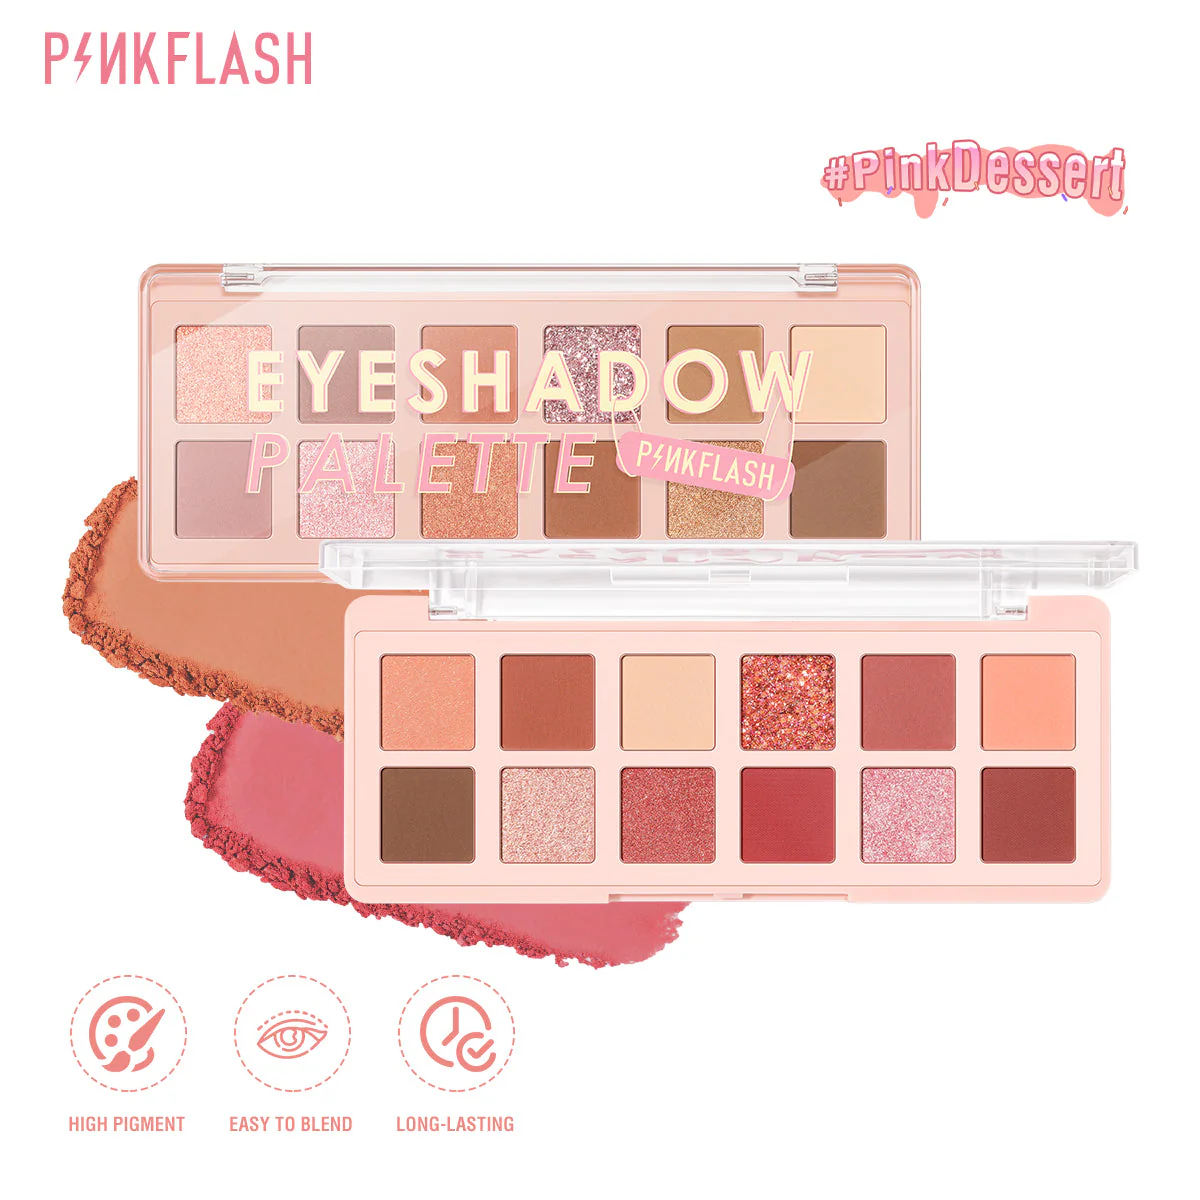 PINKFLASH
#PinkDessert
EYESHADOW
PALETTE
PINKFLASH
HIGH PIGMENT
EASY TO BLEND
LONG-LASTING